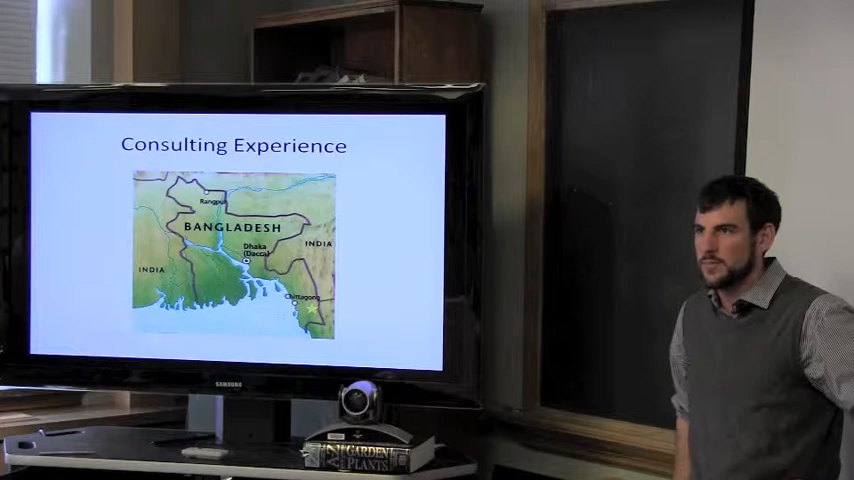 Consulting Experience
Rangpur
BANGLADESH
Dhaka
(Dacca)
INDIA
INDIA
Chittagong
SAMSUNG
GARDEN
PLANTS